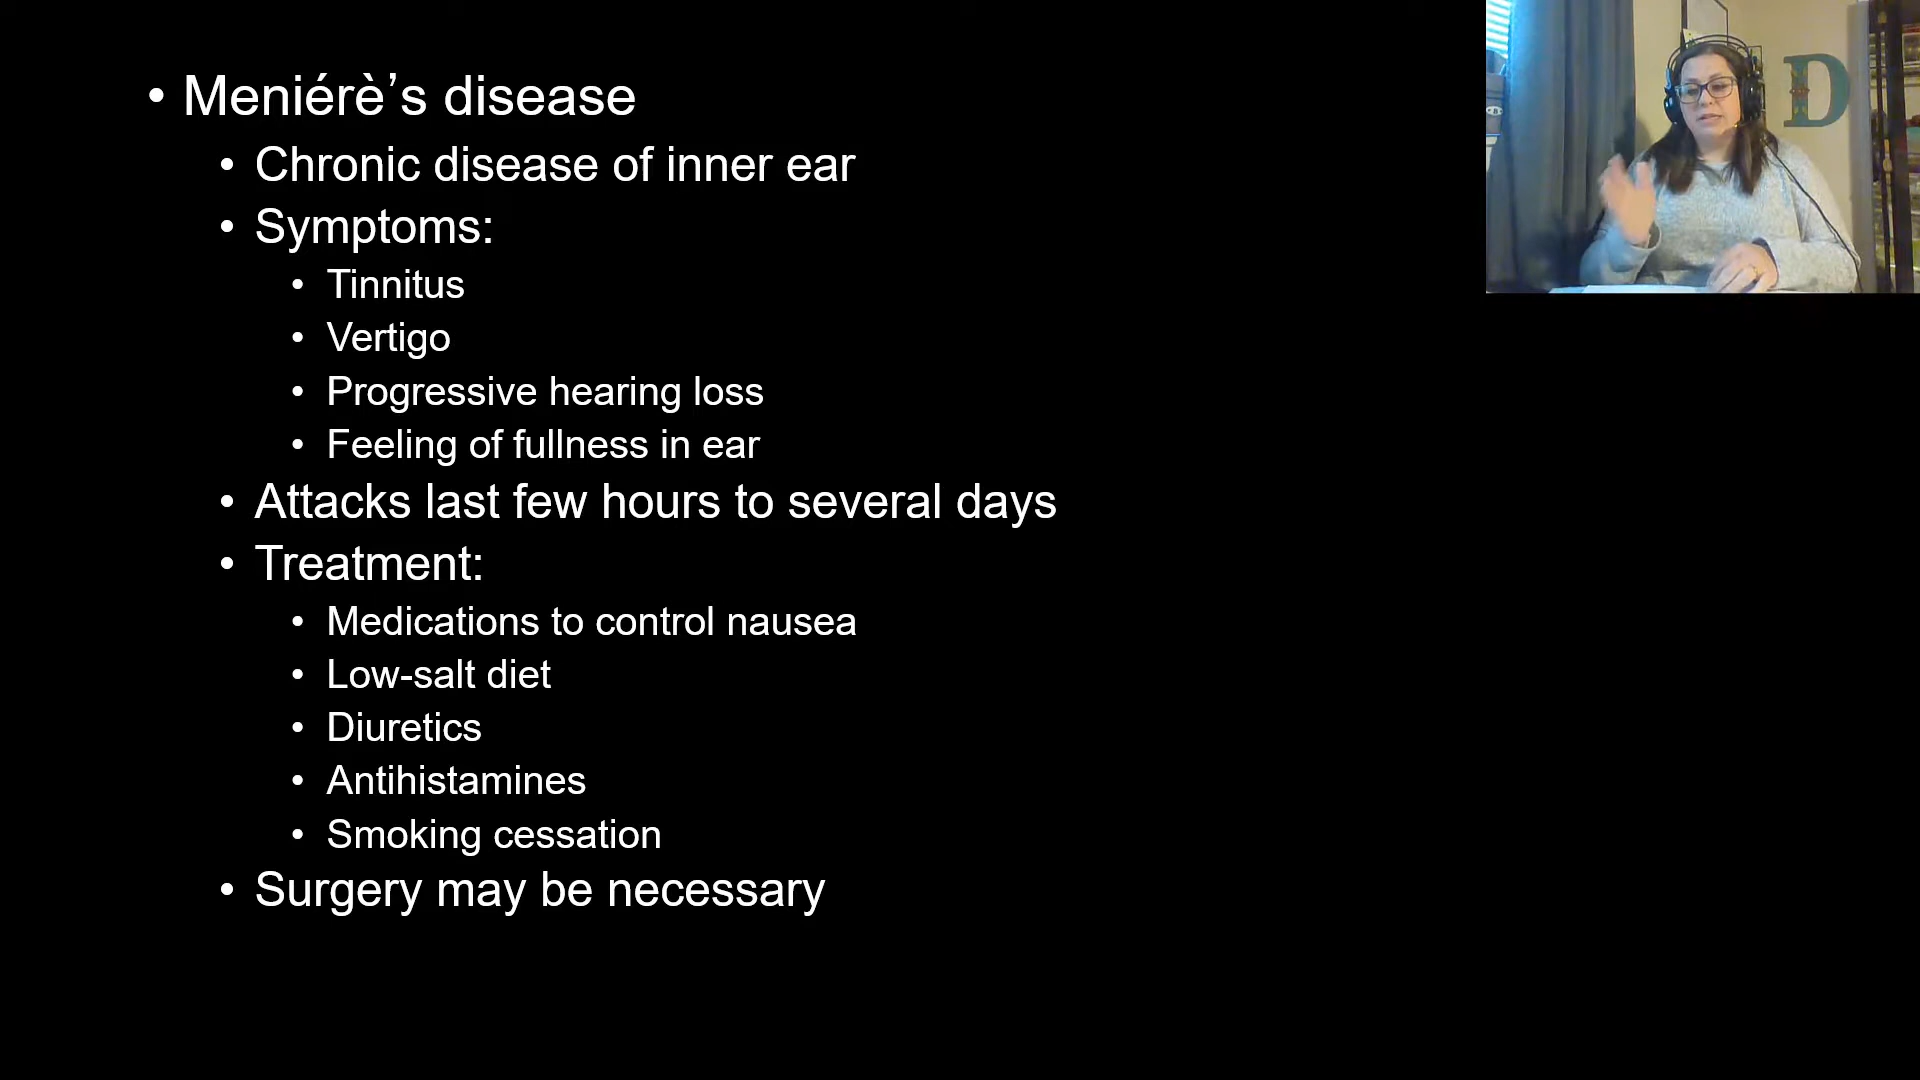 • Meniérè’s disease
• Chronic disease of inner ear
• Symptoms:
• Tinnitus
• Vertigo
• Progressive hearing loss
• Feeling of fullness in ear
• Attacks last few hours to several days
• Treatment:
• Medications to control nausea
• Low-salt diet
• Diuretics
• Antihistamines
• Smoking cessation
• Surgery may be necessary
D